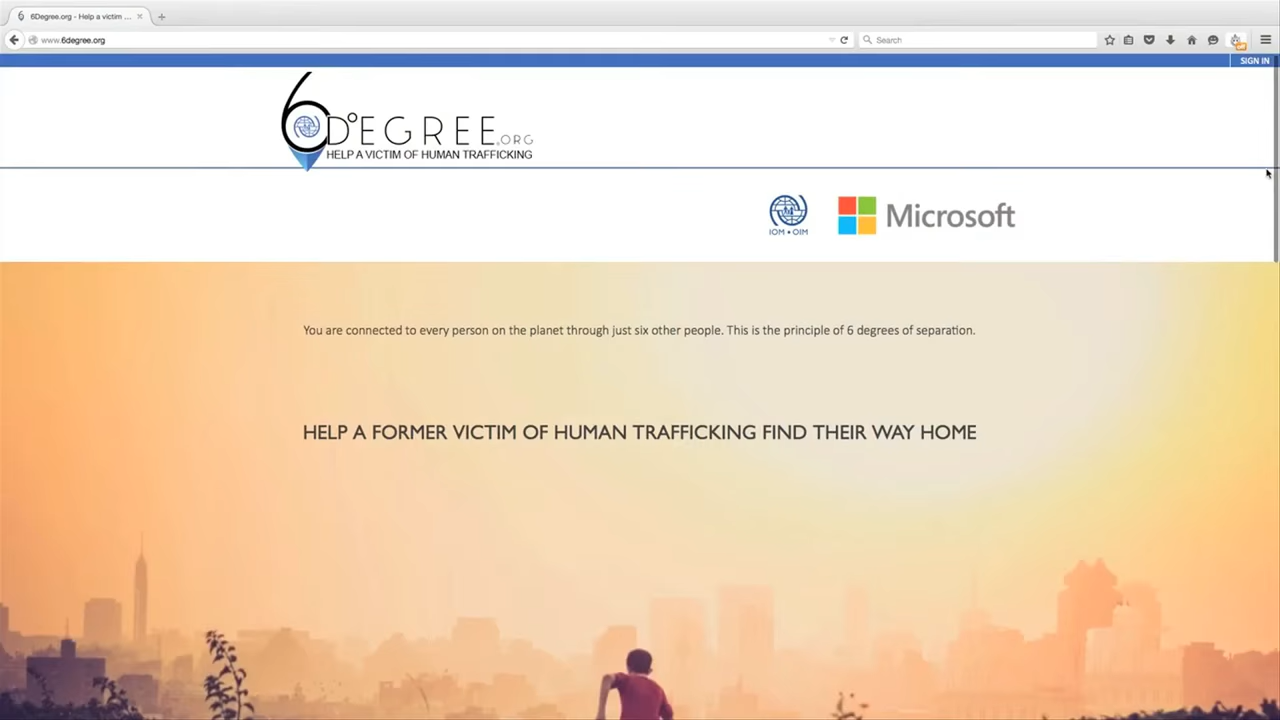 6Degree.org - Help a victim ...
www.6degree.org
Search
SIGN IN
6D°EGREE.ORG
HELP A VICTIM OF HUMAN TRAFFICKING
IOM • OIM
Microsoft
You are connected to every person on the planet through just six other people. This is the principle of 6 degrees of separation.
HELP A FORMER VICTIM OF HUMAN TRAFFICKING FIND THEIR WAY HOME